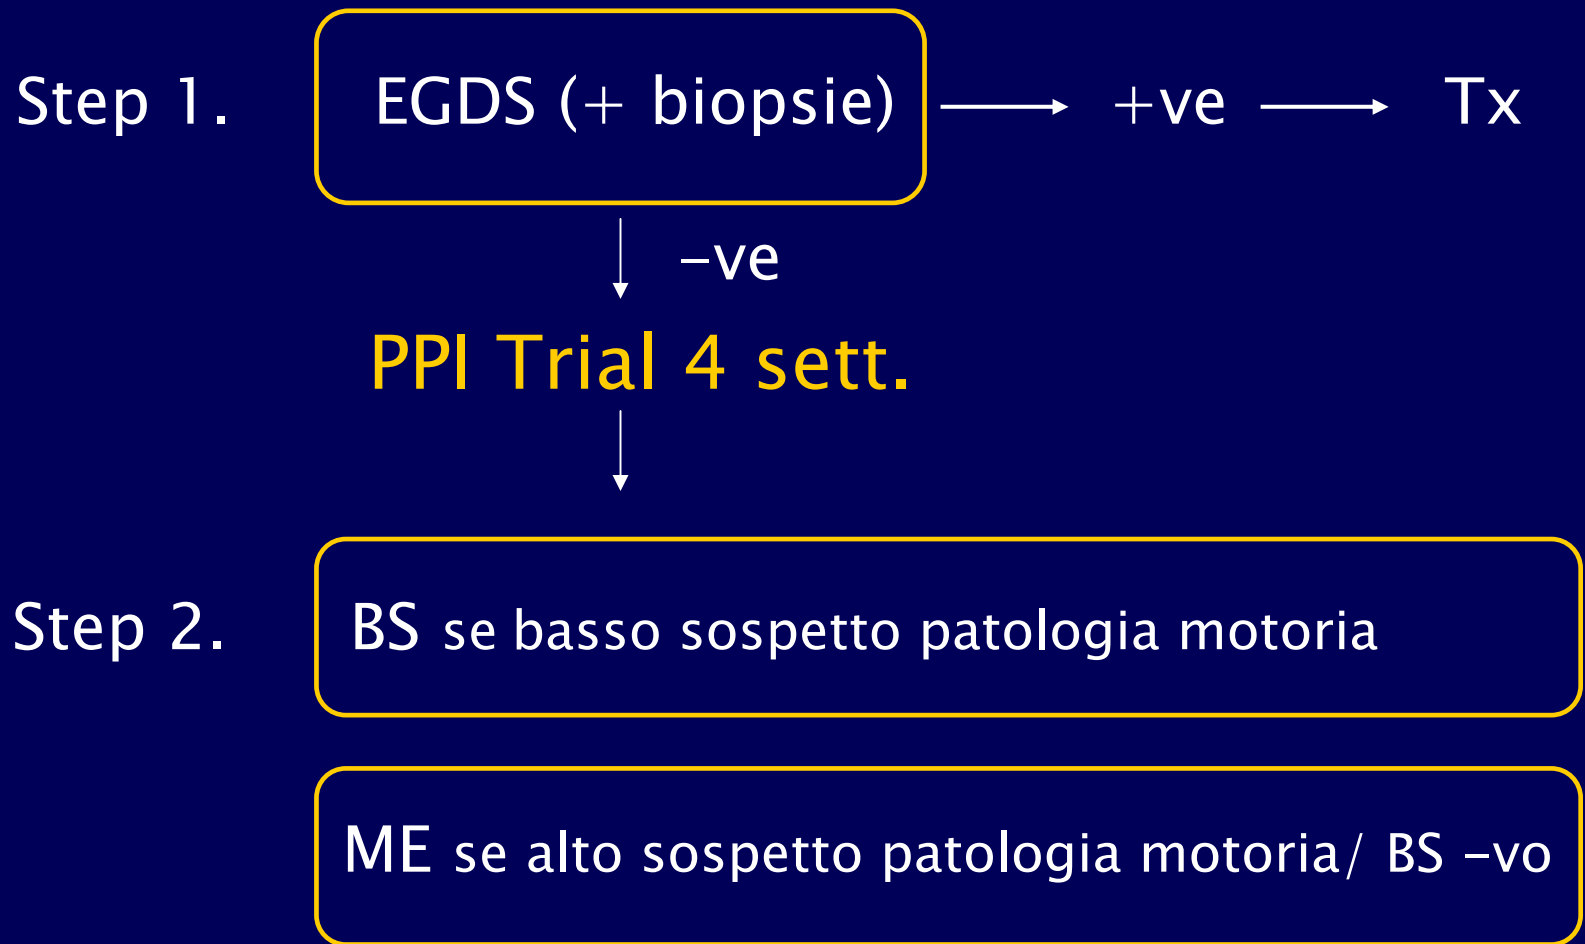 Step 1. EGDS (+ biopsie) +ve Tx
-ve
PPI Trial 4 sett.
Step 2. BS se basso sospetto patologia motoria
ME se alto sospetto patologia motoria/ BS -vo